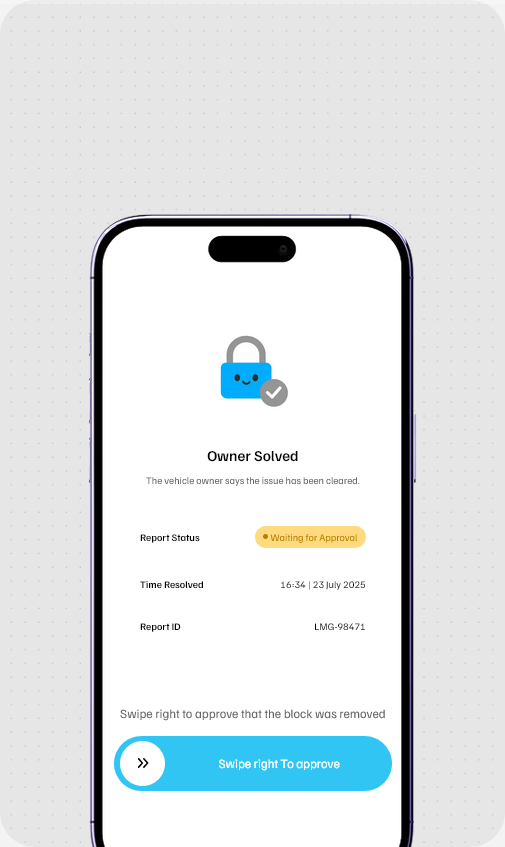 Owner Solved
The vehicle owner says the issue has been cleared.
Report Status
Waiting for Approval
Time Resolved
16:34 | 23 July 2025
Report ID
LMG-98471
Swipe right to approve that the block was removed
Swipe right To approve